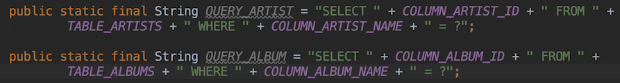 public static final String QUERY_ARTIST = "SELECT " + COLUMN_ARTIST_ID + " FROM " +
TABLE_ARTISTS + " WHERE " + COLUMN_ARTIST_NAME + " = ?";
public static final String QUERY_ALBUM = "SELECT " + COLUMN_ALBUM_ID + " FROM " +
TABLE_ALBUMS + " WHERE " + COLUMN_ALBUM_NAME + " = ?";